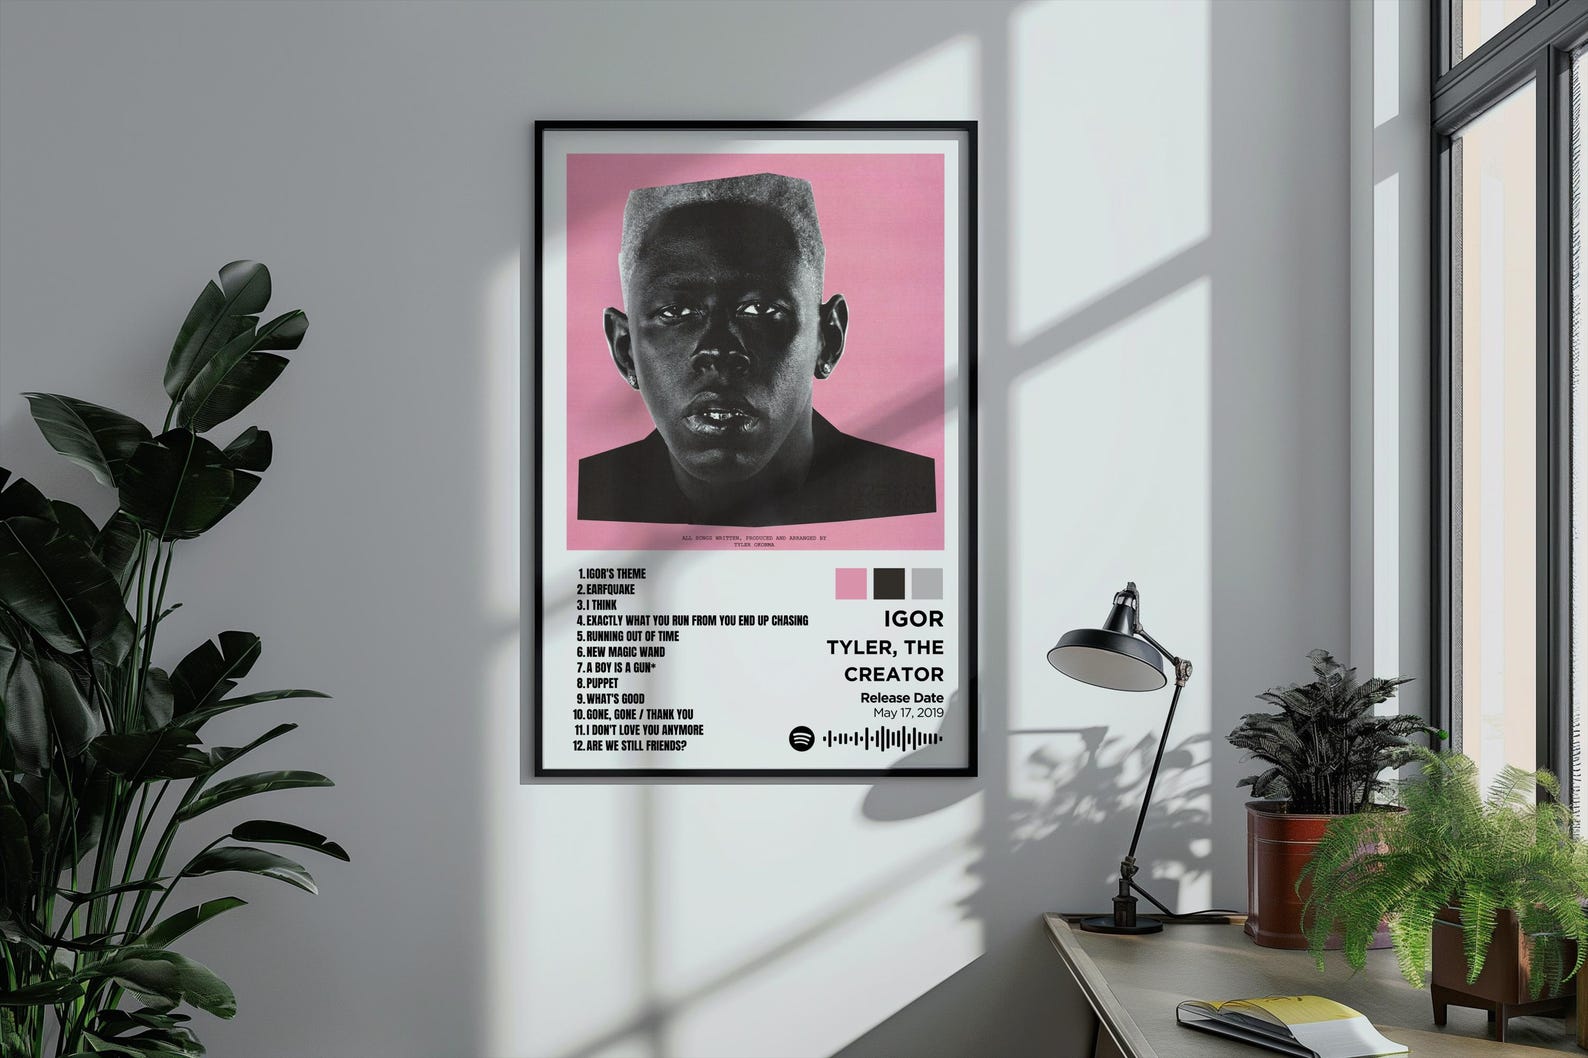 ALL SONGS WRITTEN, PRODUCED AND ARRANGED BY
TYLER OKONMA
1. IGOR'S THEME
2. EARFQUAKE
3. I THINK
4. EXACTLY WHAT YOU RUN FROM YOU END UP CHASING
5. RUNNING OUT OF TIME
6. NEW MAGIC WAND
7. A BOY IS A GUN*
8. PUPPET
9. WHAT'S GOOD
10. GONE, GONE / THANK YOU
11. I DON'T LOVE YOU ANYMORE
12. ARE WE STILL FRIENDS?
IGOR
TYLER, THE
CREATOR
Release Date
May 17, 2019